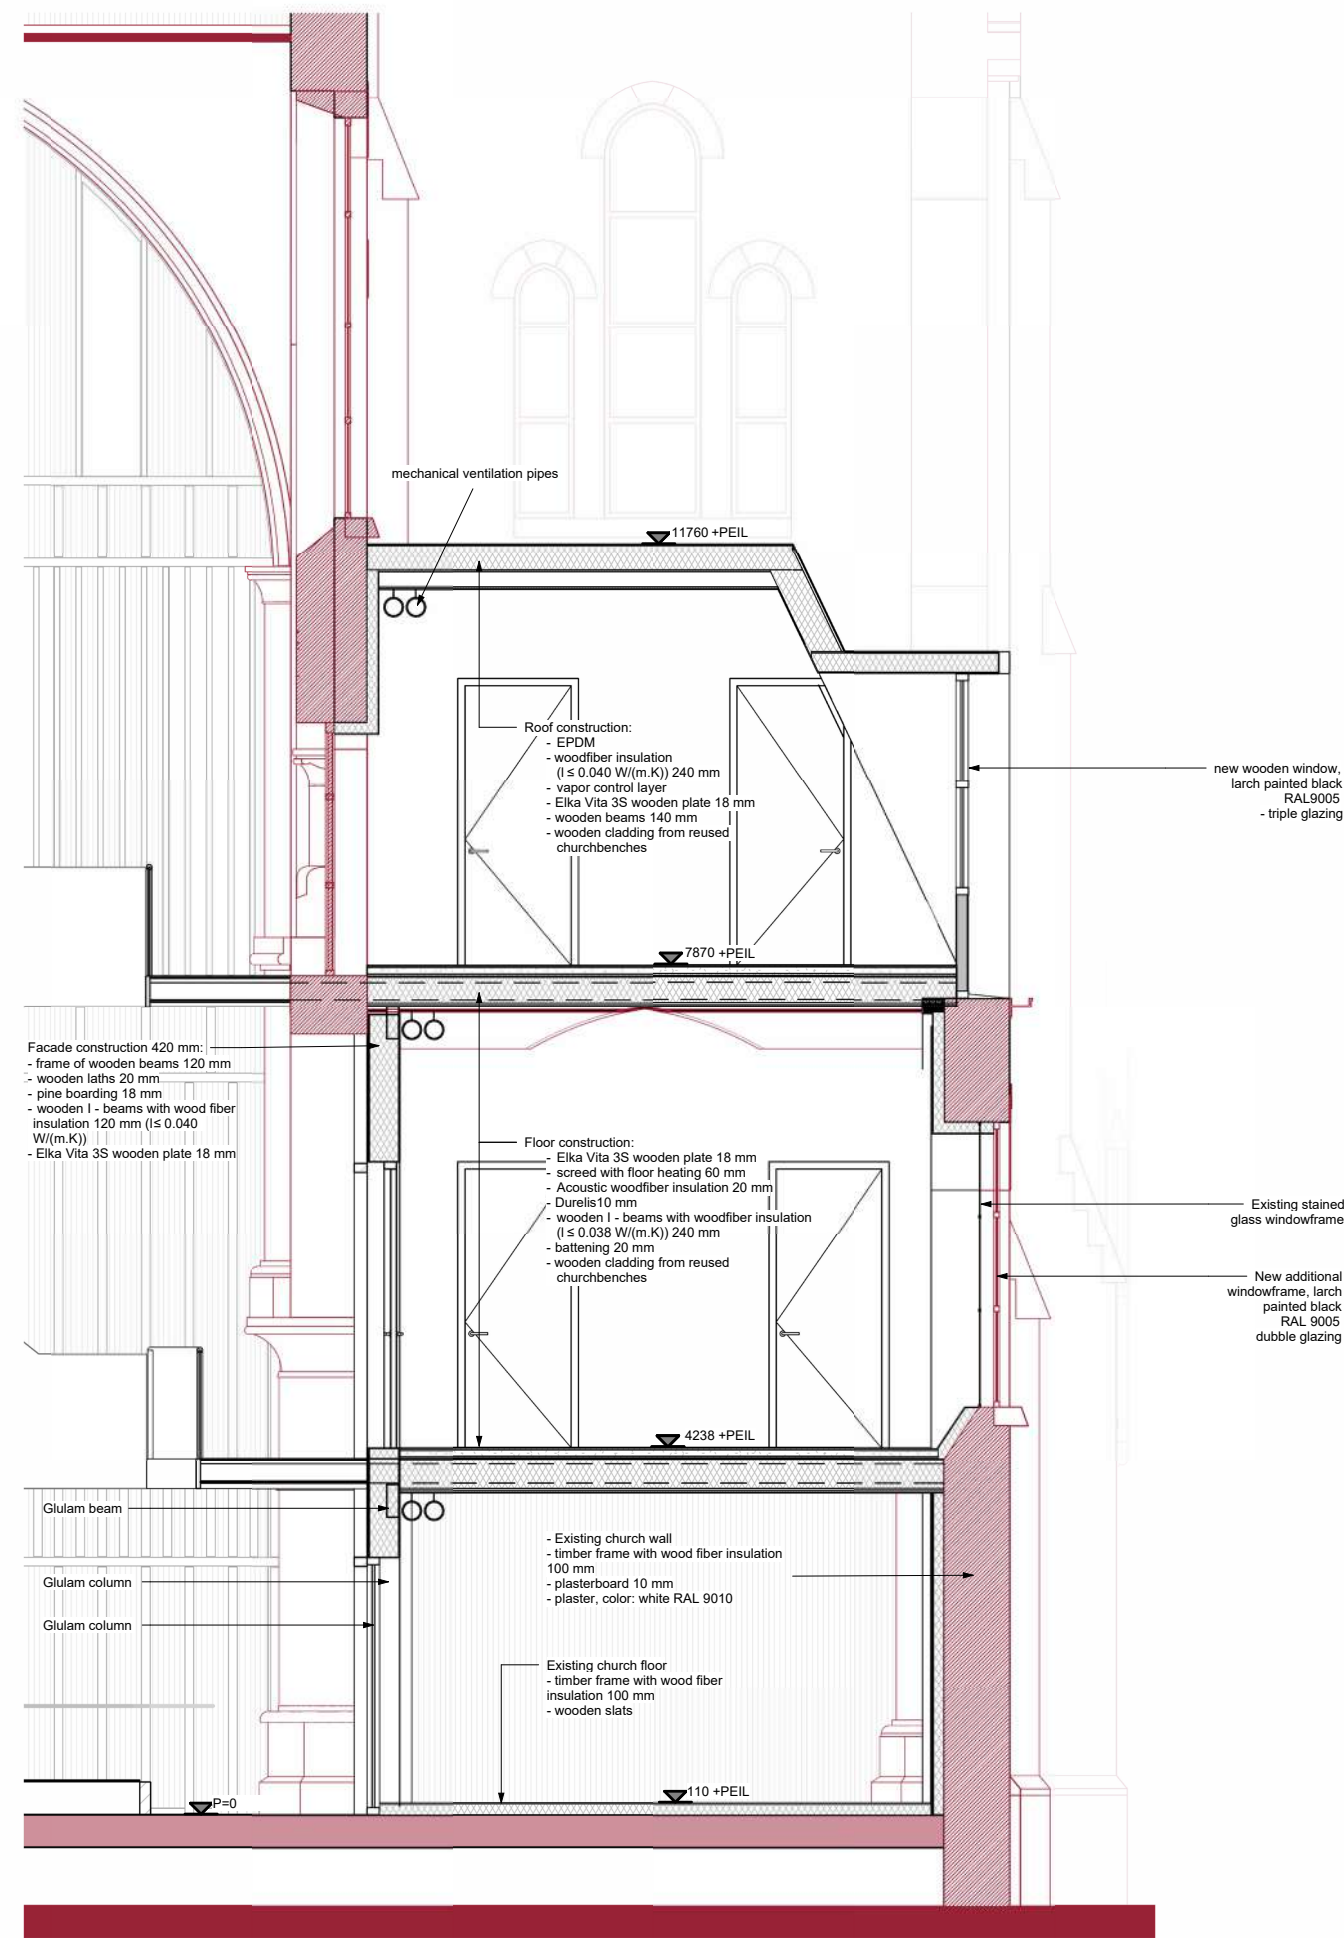 mechanical ventilation pipes
11760 +PEIL
Roof construction:
- EPDM
- woodfiber insulation
(l ≤ 0.040 W/(m.K)) 240 mm
- vapor control layer
- Elka Vita 3S wooden plate 18 mm
- wooden beams 140 mm
- wooden cladding from reused
churchbenches
new wooden window,
larch painted black
RAL9005
- triple glazing
7870 +PEIL
Facade construction 420 mm:
- frame of wooden beams 120 mm
- wooden laths 20 mm
- pine boarding 18 mm
- wooden I - beams with wood fiber
insulation 120 mm (l≤ 0.040
W/(m.K))
- Elka Vita 3S wooden plate 18 mm
Floor construction:
- Elka Vita 3S wooden plate 18 mm
- screed with floor heating 60 mm
- Acoustic woodfiber insulation 20 mm
- Durelis10 mm
- wooden I - beams with woodfiber insulation
(l ≤ 0.038 W/(m.K)) 240 mm
- battening 20 mm
- wooden cladding from reused
churchbenches
Existing stained
glass windowframe
New additional
windowframe, larch
painted black
RAL 9005
dubble glazing
4238 +PEIL
Glulam beam
- Existing church wall
- timber frame with wood fiber insulation
100 mm
- plasterboard 10 mm
- plaster, color: white RAL 9010
Glulam column
Glulam column
Existing church floor
- timber frame with wood fiber
insulation 100 mm
- wooden slats
110 +PEIL
P=0